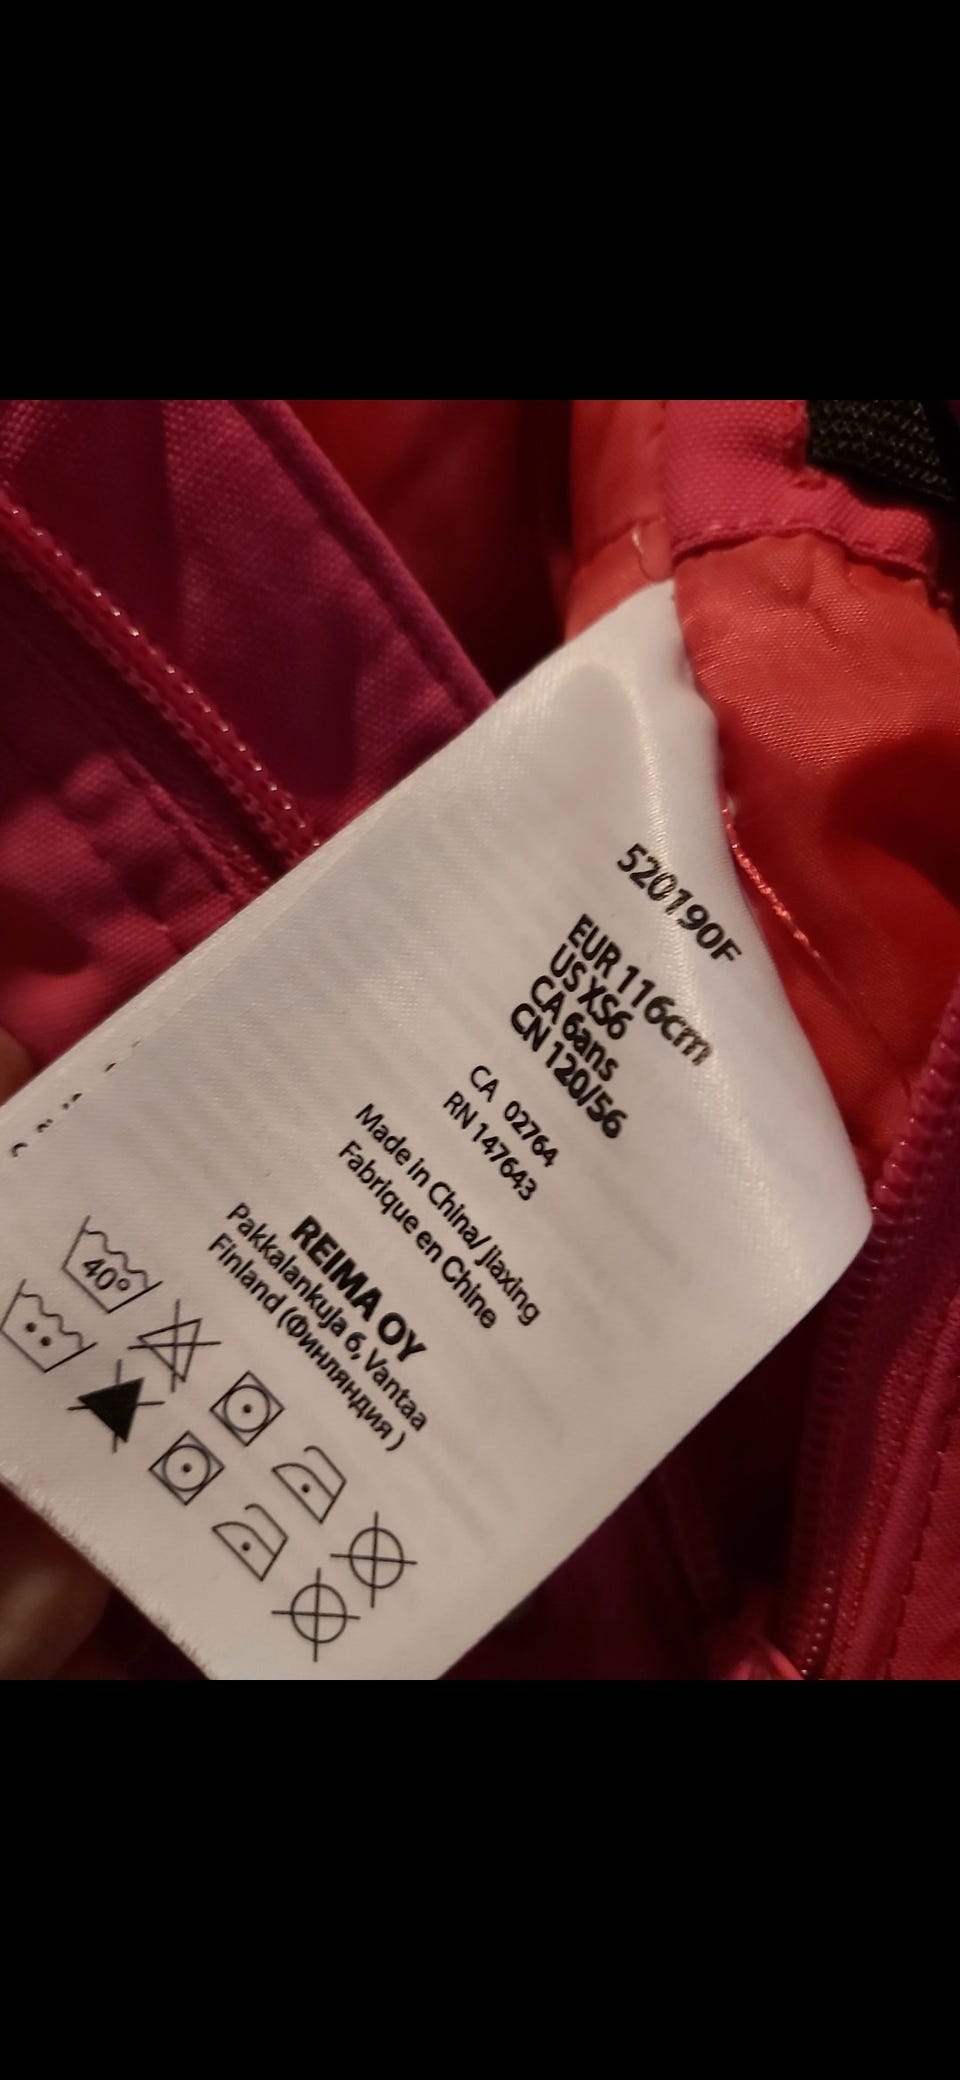 520190F
EUR 116cm
US XS6
CA 6ans
CN 120/56
CA 02764
RN 147643
Made in China/ Jiaxing
Fabrique en Chine
REIMA OY
Pakkalankuja 6, Vantaa
Finland (Финляндия)
40°